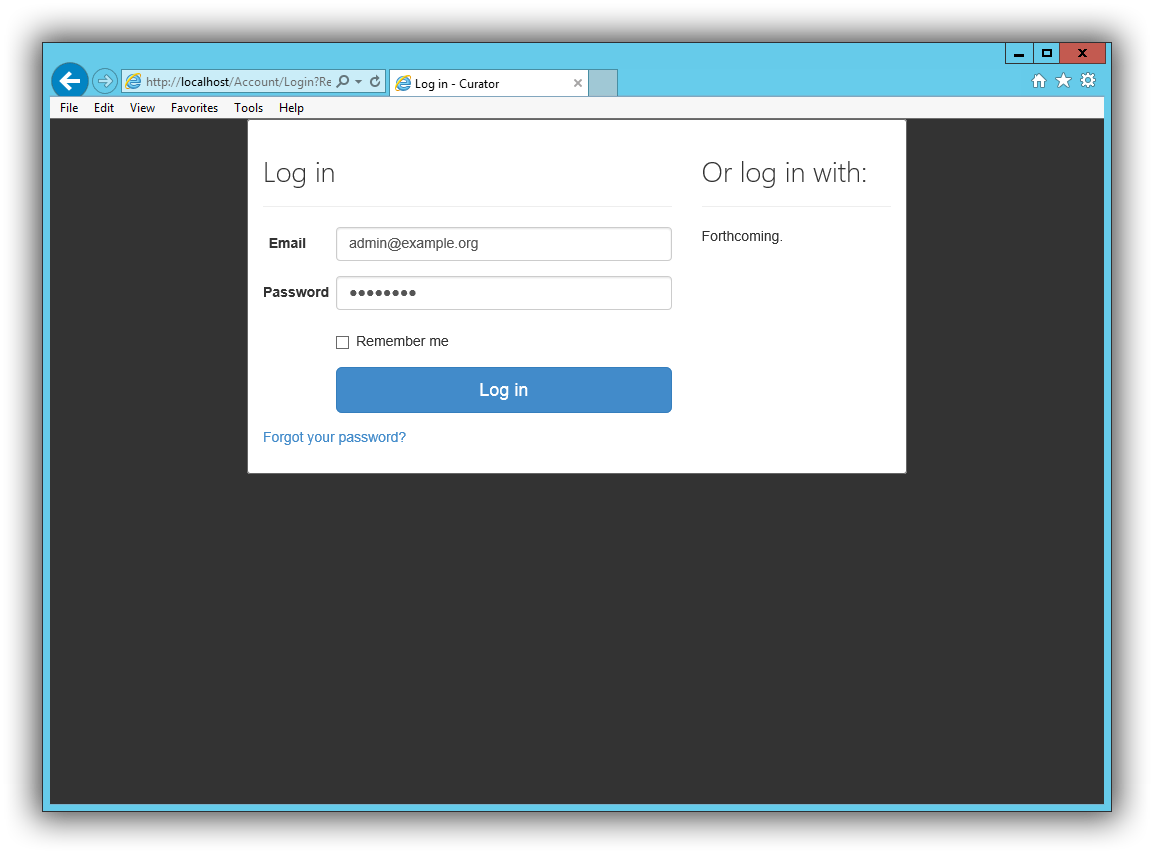 http://localhost/Account/Login?Re
Log in - Curator
File Edit View Favorites Tools Help
Log in
Or log in with:
Email
admin@example.org
Forthcoming.
Password
Remember me
Log in
Forgot your password?